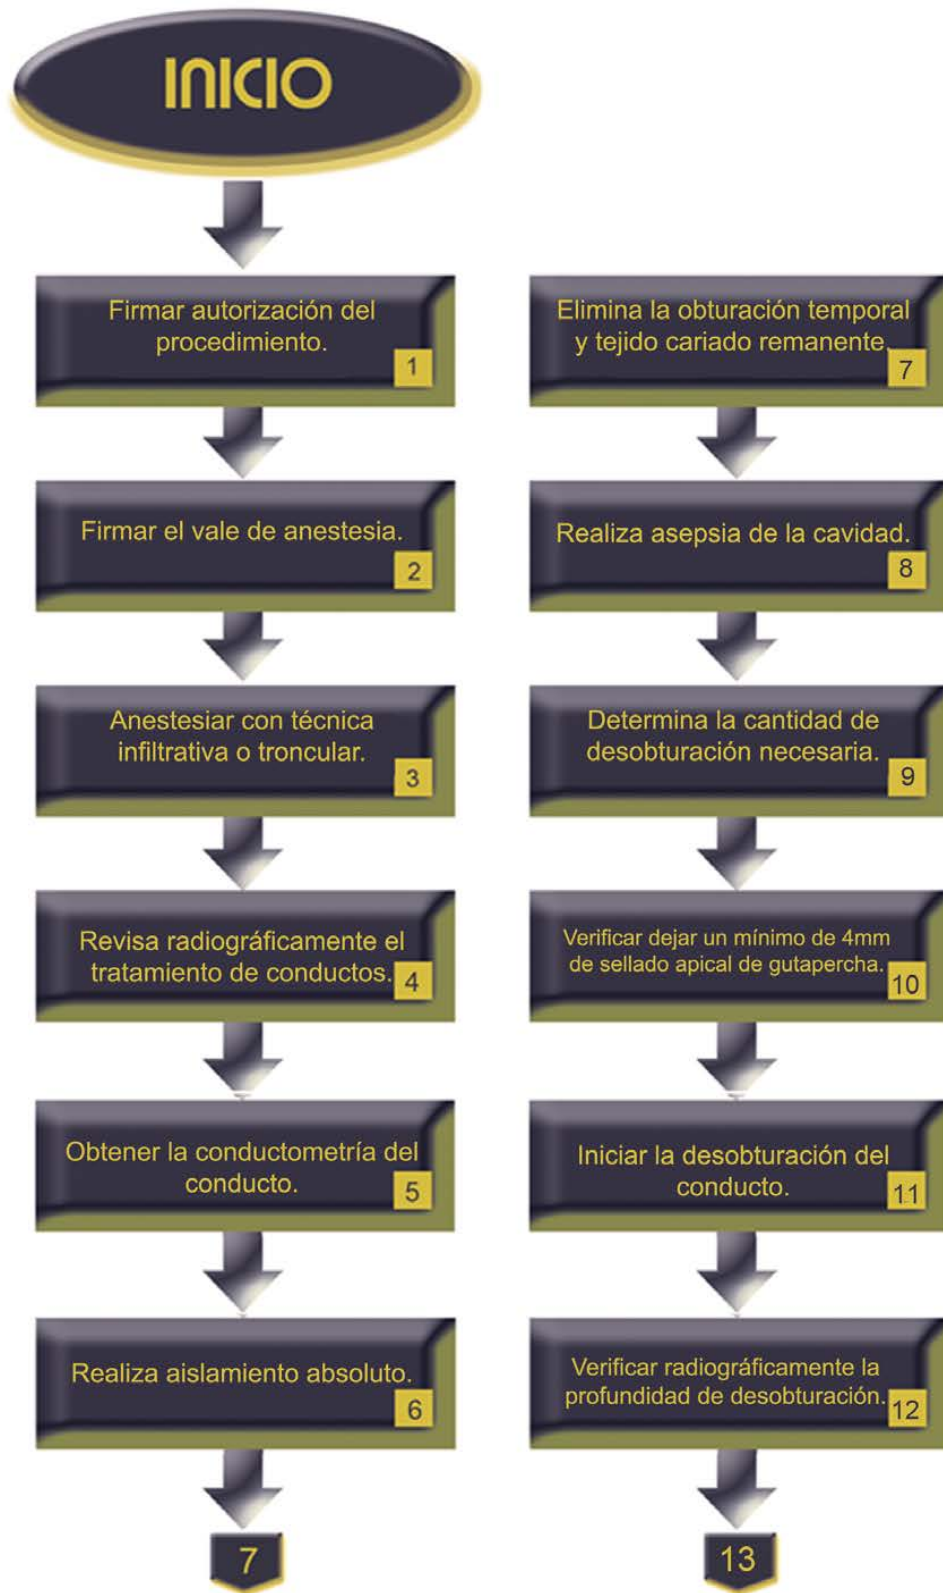 INICIO
Firmar autorización del
procedimiento.
1
Firmar el vale de anestesia.
2
Anestesiar con técnica
infiltrativa o troncular.
3
Revisa radiográficamente el
tratamiento de conductos.
4
Obtener la conductometría del
conducto.
5
Realiza aislamiento absoluto.
6
7
Elimina la obturación temporal
y tejido cariado remanente.
7
Realiza asepsia de la cavidad.
8
Determina la cantidad de
desobturación necesaria.
9
Verificar dejar un mínimo de 4mm
de sellado apical de gutapercha.
10
Iniciar la desobturación del
conducto.
11
Verificar radiográficamente la
profundidad de desobturación.
12
13